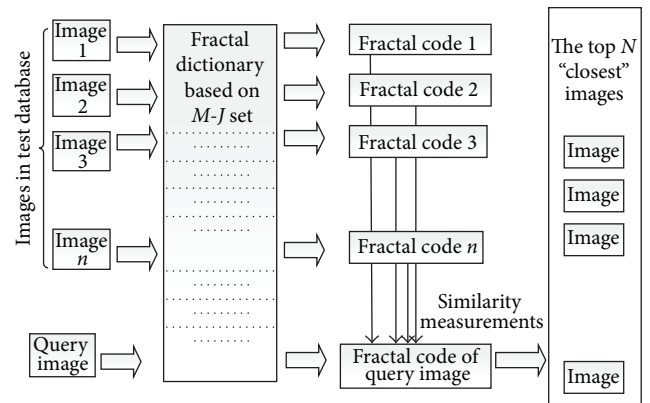 Images in test database
Image
1
Image
2
Image
3
Image
n
Query
image
Fractal
dictionary
based on
M-J set
Fractal code 1
Fractal code 2
Fractal code 3
Fractal code n
Similarity
measurements
Fractal code of
query image
The top N
“closest”
images
Image
Image
Image
Image